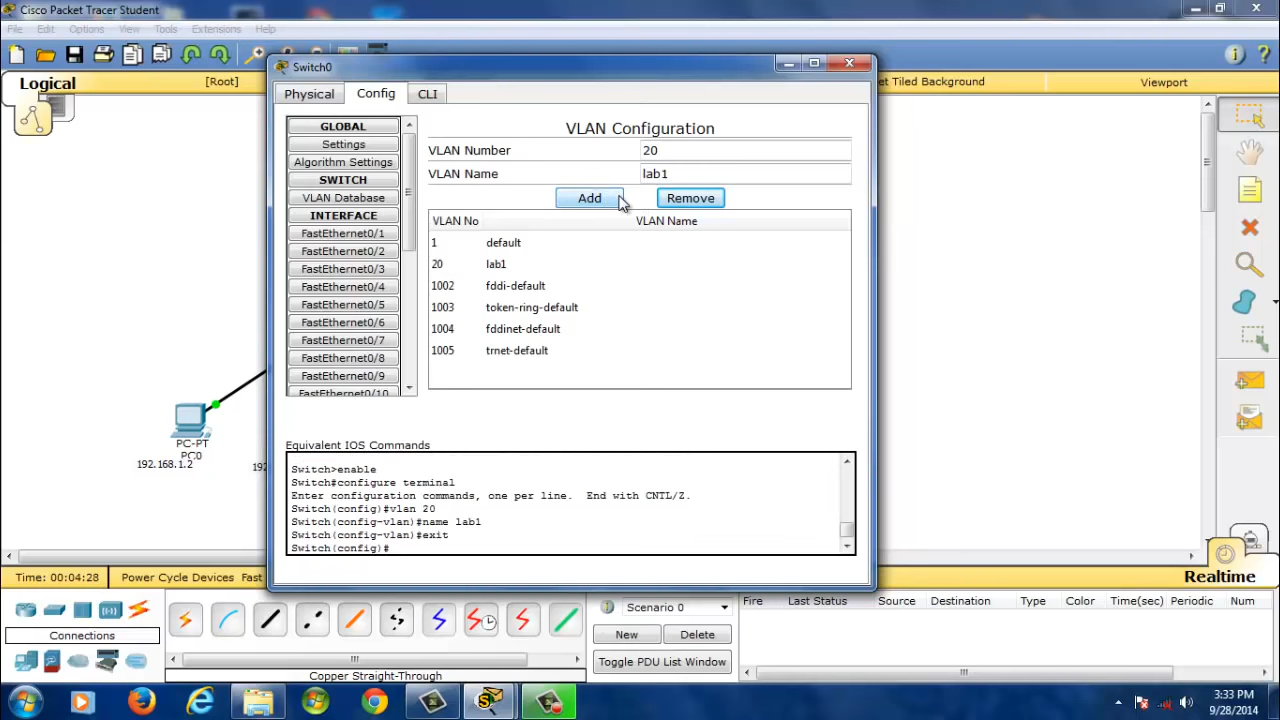 Cisco Packet Tracer Student
File Edit Options View Tools Extensions Help
Logical
[Root]
et Tiled Background
Viewport
Switch0
Physical Config CLI
GLOBAL
Settings
Algorithm Settings
SWITCH
VLAN Database
INTERFACE
FastEthernet0/1
FastEthernet0/2
FastEthernet0/3
FastEthernet0/4
FastEthernet0/5
FastEthernet0/6
FastEthernet0/7
FastEthernet0/8
FastEthernet0/9
FastEthernet0/10
VLAN Configuration
VLAN Number 20
VLAN Name lab1
Add Remove
VLAN No VLAN Name
1 default
20 lab1
1002 fddi-default
1003 token-ring-default
1004 fddinet-default
1005 trnet-default
Equivalent IOS Commands
Switch>enable
Switch#configure terminal
Enter configuration commands, one per line. End with CNTL/Z.
Switch(config)#vlan 20
Switch(config-vlan)#name lab1
Switch(config-vlan)#exit
Switch(config)#
PC-PT
PC0
192.168.1.2
19
Time: 00:04:28 Power Cycle Devices Fast
Realtime
Connections
Copper Straight-Through
Scenario 0
New Delete
Toggle PDU List Window
Fire Last Status Source Destination Type Color Time(sec) Periodic Num
3:33 PM
9/28/2014